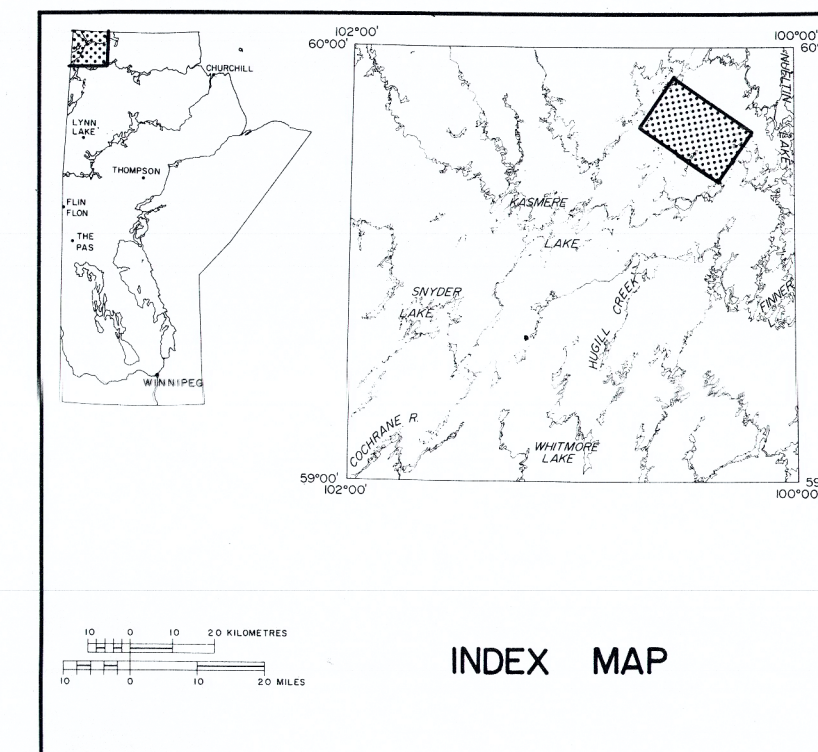 CHURCHILL
LYNN
LAKE
THOMPSON
FLIN
FLON
THE
PAS
WINNIPEG
102°00'
60°00'
100°00'
60
NUELTIN LAKE
KASMERE
LAKE
SNYDER
LAKE
HUGILL CREEK
FINNER
COCHRANE R.
WHITMORE
LAKE
59°00'
102°00'
59
100°00'
10 0 10 20 KILOMETRES
10 0 10 20 MILES
INDEX MAP